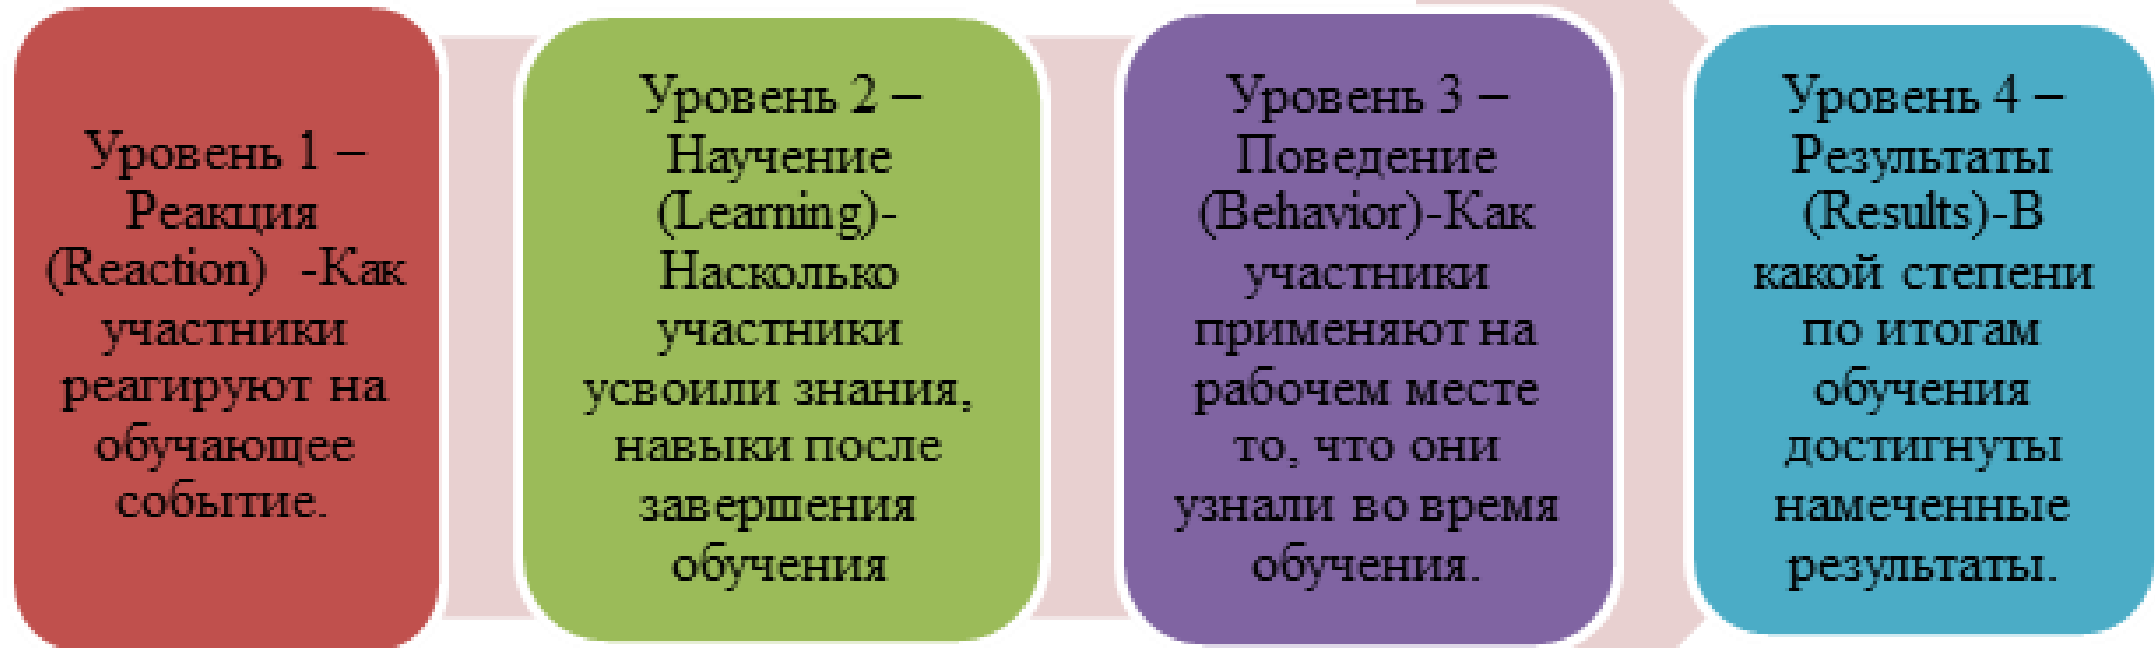 Уровень 1 –
Реакция
(Reaction)  -Как
участники
реагируют на
обучающее
событие.
Уровень 2 –
Научение
(Learning)-
Насколько
участники
усвоили знания,
навыки после
завершения
обучения
Уровень 3 –
Поведение
(Behavior)-Как
участники
применяют на
рабочем месте
то, что они
узнали во время
обучения.
Уровень 4 –
Результаты
(Results)-В
какой степени
по итогам
обучения
достигнуты
намеченные
результаты.